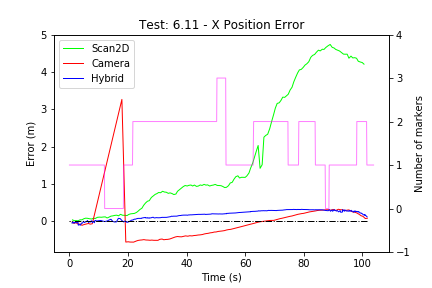 Test: 6.11 - X Position Error
Scan2D
Camera
Hybrid
Error (m)
5
4
3
2
1
0
Number of markers
4
3
2
1
0
−1
0
20
40
60
80
100
Time (s)